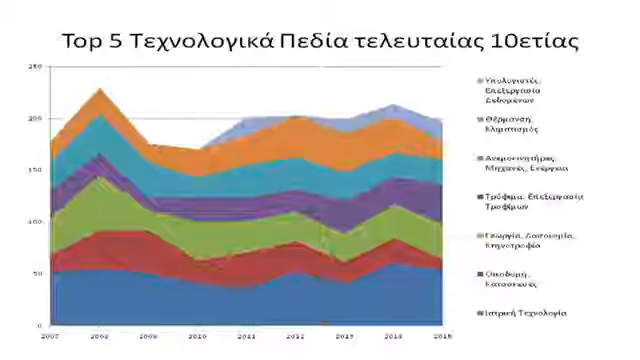 Top 5 Τεχνολογικά Πεδία τελευταίας 10ετίας
250
200
150
100
50
0
2007 2008 2009 2010 2011 2012 2013 2014 2015
Υπολογιστές,
Επεξεργασία
Δεδομένων
Θέρμανση,
Κλιματισμός
Ανεμοκινητήρες,
Μηχανές, Ενέργεια
Τρόφιμα, Επεξεργασία
Τροφίμων
Γεωργία, Δασοκομία,
Κτηνοτροφία
Οικοδομή,
Κατασκευές
Ιατρική Τεχνολογία